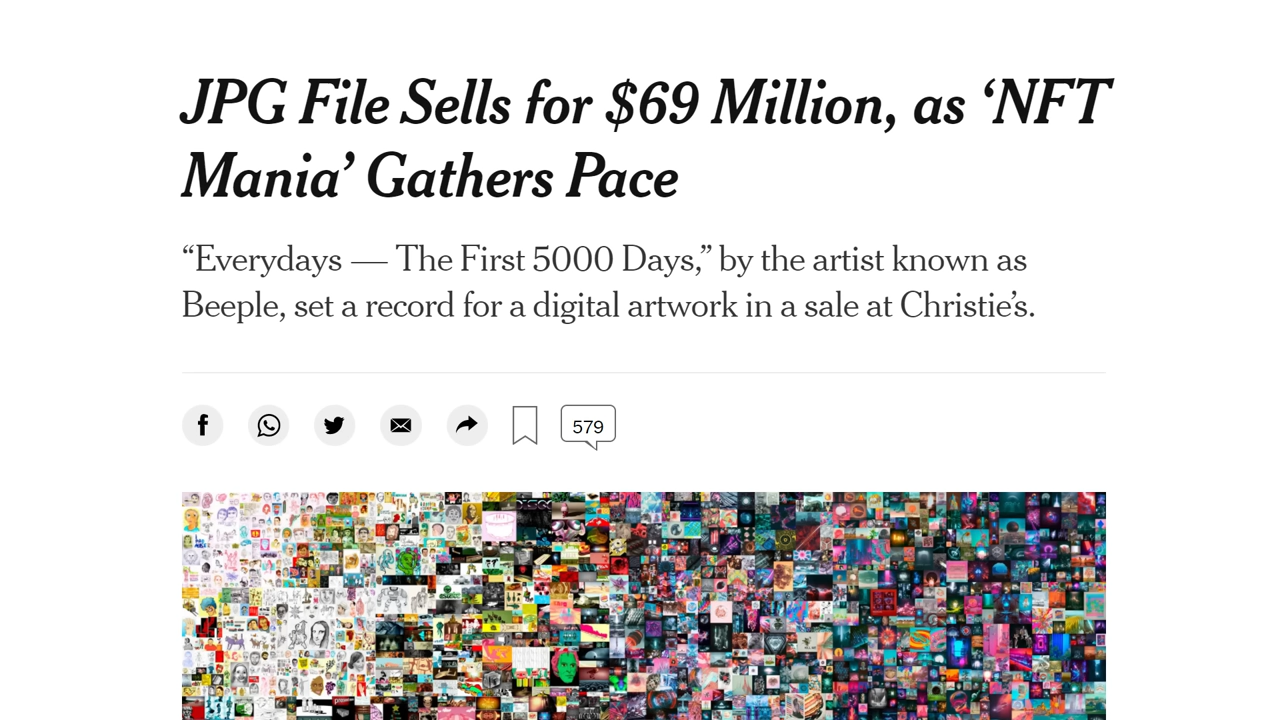 JPG File Sells for $69 Million, as ‘NFT
Mania’ Gathers Pace
“Everydays — The First 5000 Days,” by the artist known as
Beeple, set a record for a digital artwork in a sale at Christie’s.
579